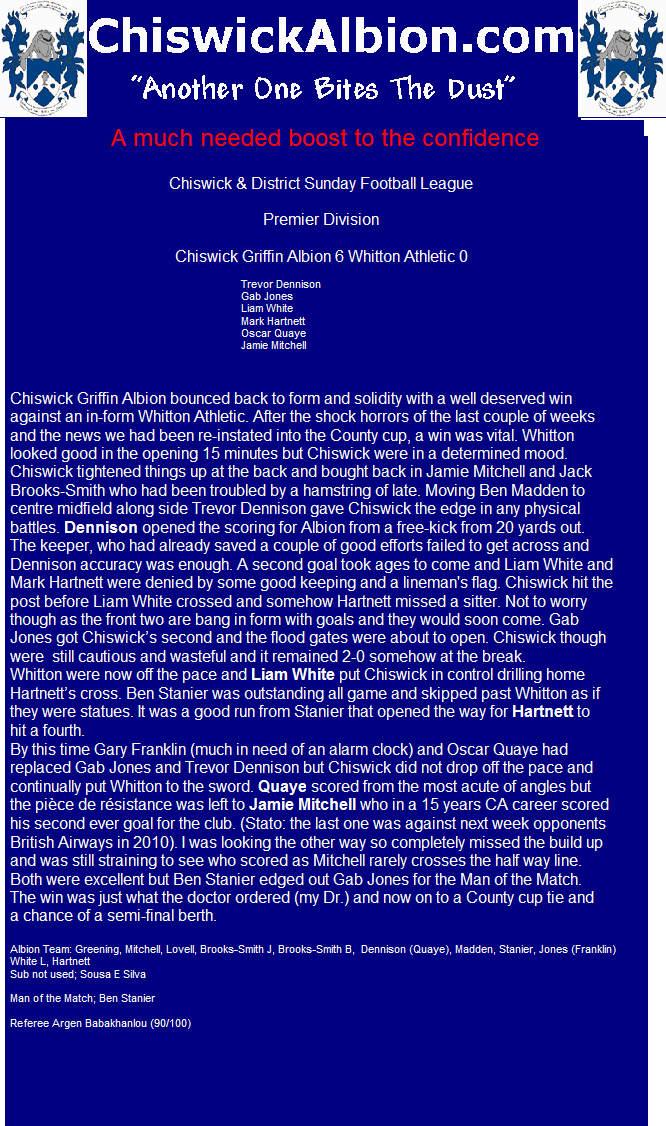 ChiswickAlbion.com
“Another One Bites The Dust”
A much needed boost to the confidence
Chiswick & District Sunday Football League
Premier Division
Chiswick Griffin Albion 6 Whitton Athletic 0
Trevor Dennison
Gab Jones
Liam White
Mark Hartnett
Oscar Quaye
Jamie Mitchell
Chiswick Griffin Albion bounced back to form and solidity with a well deserved win
against an in-form Whitton Athletic. After the shock horrors of the last couple of weeks
and the news we had been re-instated into the County cup, a win was vital. Whitton
looked good in the opening 15 minutes but Chiswick were in a determined mood.
Chiswick tightened things up at the back and bought back in Jamie Mitchell and Jack
Brooks-Smith who had been troubled by a hamstring of late. Moving Ben Madden to
centre midfield along side Trevor Dennison gave Chiswick the edge in any physical
battles. Dennison opened the scoring for Albion from a free-kick from 20 yards out.
The keeper, who had already saved a couple of good efforts failed to get across and
Dennison accuracy was enough. A second goal took ages to come and Liam White and
Mark Hartnett were denied by some good keeping and a lineman's flag. Chiswick hit the
post before Liam White crossed and somehow Hartnett missed a sitter. Not to worry
though as the front two are bang in form with goals and they would soon come. Gab
Jones got Chiswick’s second and the flood gates were about to open. Chiswick though
were still cautious and wasteful and it remained 2-0 somehow at the break.
Whitton were now off the pace and Liam White put Chiswick in control drilling home
Hartnett’s cross. Ben Stanier was outstanding all game and skipped past Whitton as if
they were statues. It was a good run from Stanier that opened the way for Hartnett to
hit a fourth.
By this time Gary Franklin (much in need of an alarm clock) and Oscar Quaye had
replaced Gab Jones and Trevor Dennison but Chiswick did not drop off the pace and
continually put Whitton to the sword. Quaye scored from the most acute of angles but
the pièce de résistance was left to Jamie Mitchell who in a 15 years CA career scored
his second ever goal for the club. (Stato: the last one was against next week opponents
British Airways in 2010). I was looking the other way so completely missed the build up
and was still straining to see who scored as Mitchell rarely crosses the half way line.
Both were excellent but Ben Stanier edged out Gab Jones for the Man of the Match.
The win was just what the doctor ordered (my Dr.) and now on to a County cup tie and
a chance of a semi-final berth.
Albion Team: Greening, Mitchell, Lovell, Brooks-Smith J, Brooks-Smith B, Dennison (Quaye), Madden, Stanier, Jones (Franklin)
White L, Hartnett
Sub not used; Sousa E Silva
Man of the Match; Ben Stanier
Referee Argen Babakhanlou (90/100)